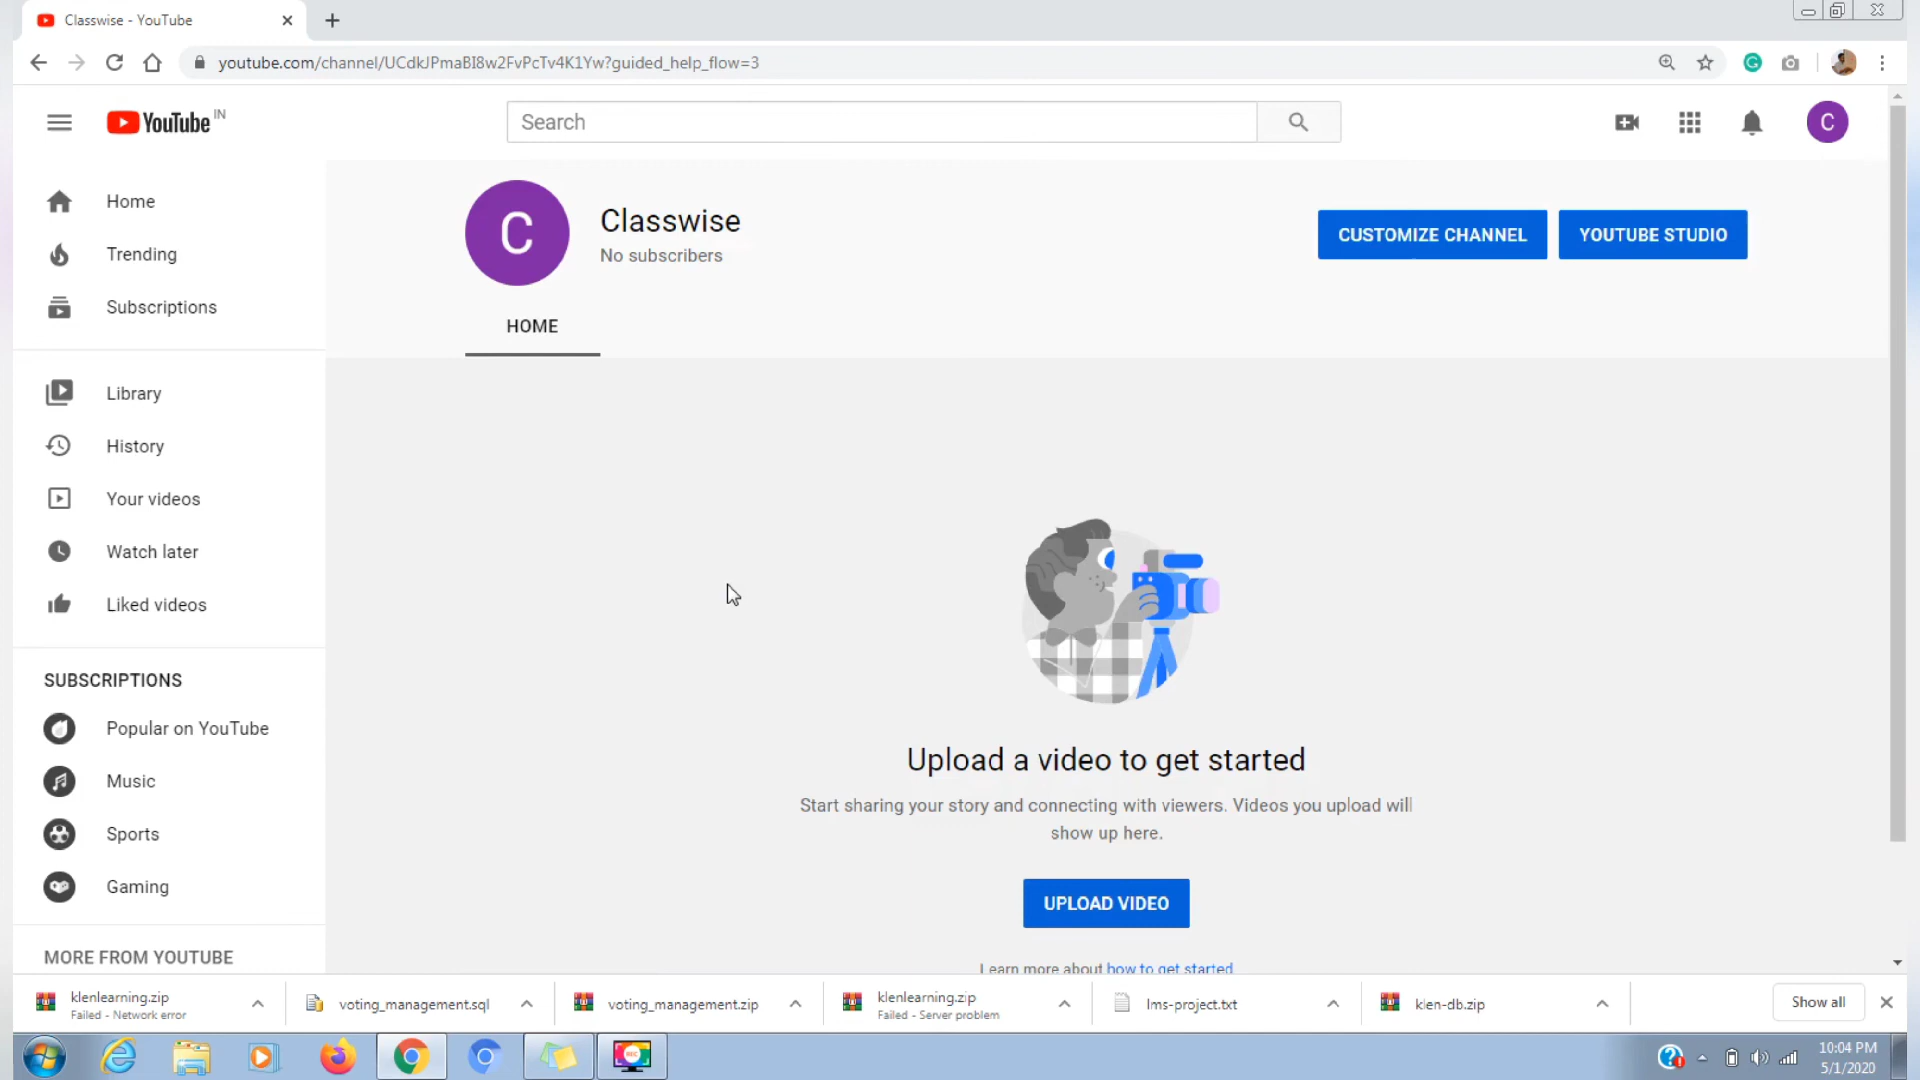 Classwise - YouTube
youtube.com/channel/UCdkJPmaBI8w2FvPcTv4K1Yw?guided_help_flow=3
YouTube IN
Search
C
Home
Trending
Subscriptions
Library
History
Your videos
Watch later
Liked videos
SUBSCRIPTIONS
Popular on YouTube
Music
Sports
Gaming
MORE FROM YOUTUBE
C
Classwise
No subscribers
CUSTOMIZE CHANNEL
YOUTUBE STUDIO
HOME
Upload a video to get started
Start sharing your story and connecting with viewers. Videos you upload will
show up here.
UPLOAD VIDEO
Learn more about how to get started
klenlearning.zip
Failed - Network error
voting_management.sql
voting_management.zip
klenlearning.zip
Failed - Server problem
lms-project.txt
klen-db.zip
Show all
REC
10:04 PM
5/1/2020